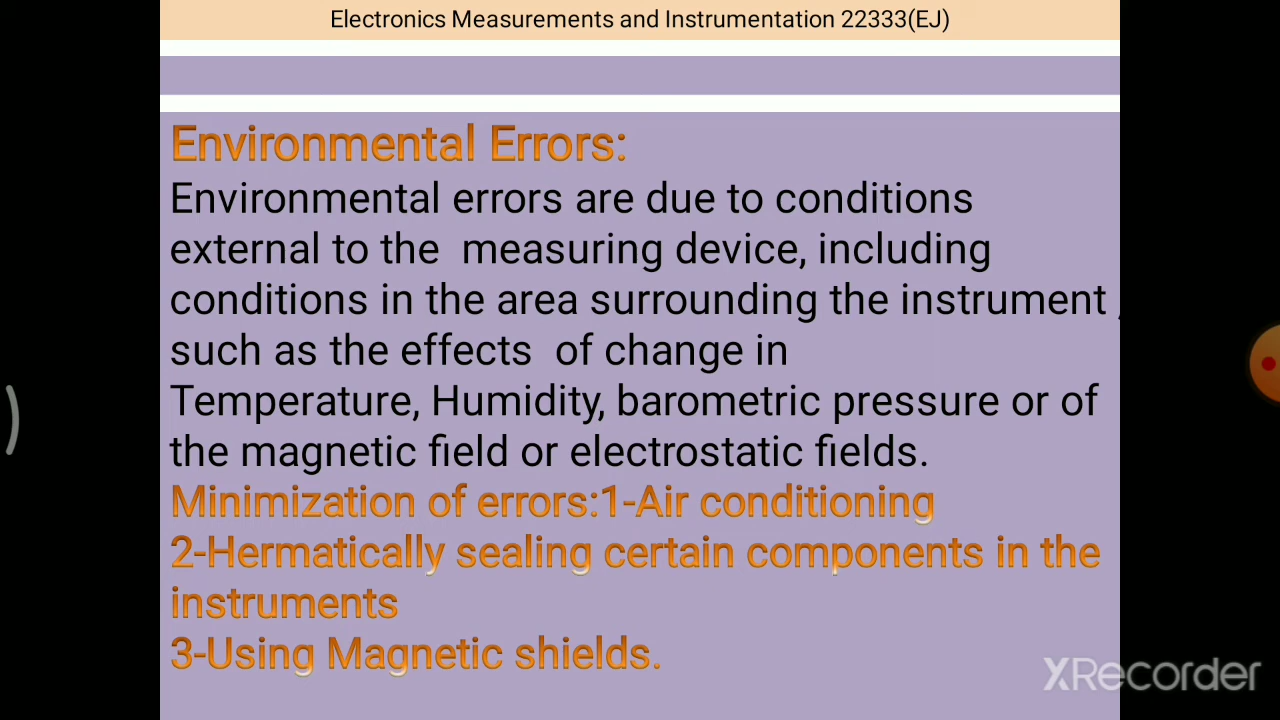 Electronics Measurements and Instrumentation 22333(EJ)
Environmental Errors:
Environmental errors are due to conditions
external to the  measuring device, including
conditions in the area surrounding the instrument ,
such as the effects  of change in
Temperature, Humidity, barometric pressure or of
the magnetic field or electrostatic fields.
Minimization of errors:1-Air conditioning
2-Hermatically sealing certain components in the
instruments
3-Using Magnetic shields.
XRecorder